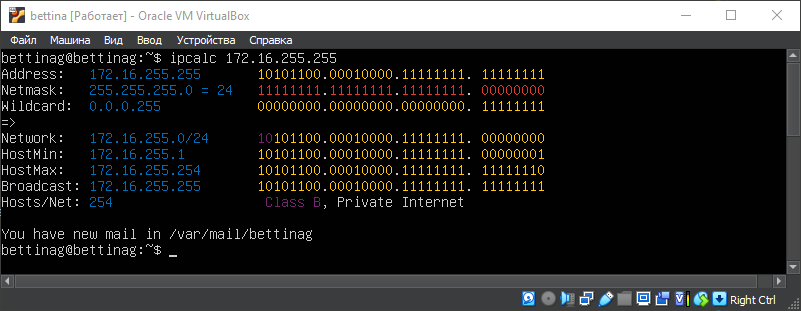 bettina [Работает] - Oracle VM VirtualBox
Файл Машина Вид Ввод Устройства Справка
bettinag@bettinag:~$ ipcalc 172.16.255.255
Address: 172.16.255.255 10101100.00010000.11111111. 11111111
Netmask: 255.255.255.0 = 24 11111111.11111111.11111111. 00000000
Wildcard: 0.0.0.255 00000000.00000000.00000000. 11111111
=>
Network: 172.16.255.0/24 10101100.00010000.11111111. 00000000
HostMin: 172.16.255.1 10101100.00010000.11111111. 00000001
HostMax: 172.16.255.254 10101100.00010000.11111111. 11111110
Broadcast: 172.16.255.255 10101100.00010000.11111111. 11111111
Hosts/Net: 254 Class B, Private Internet
You have new mail in /var/mail/bettinag
bettinag@bettinag:~$ _
Right Ctrl